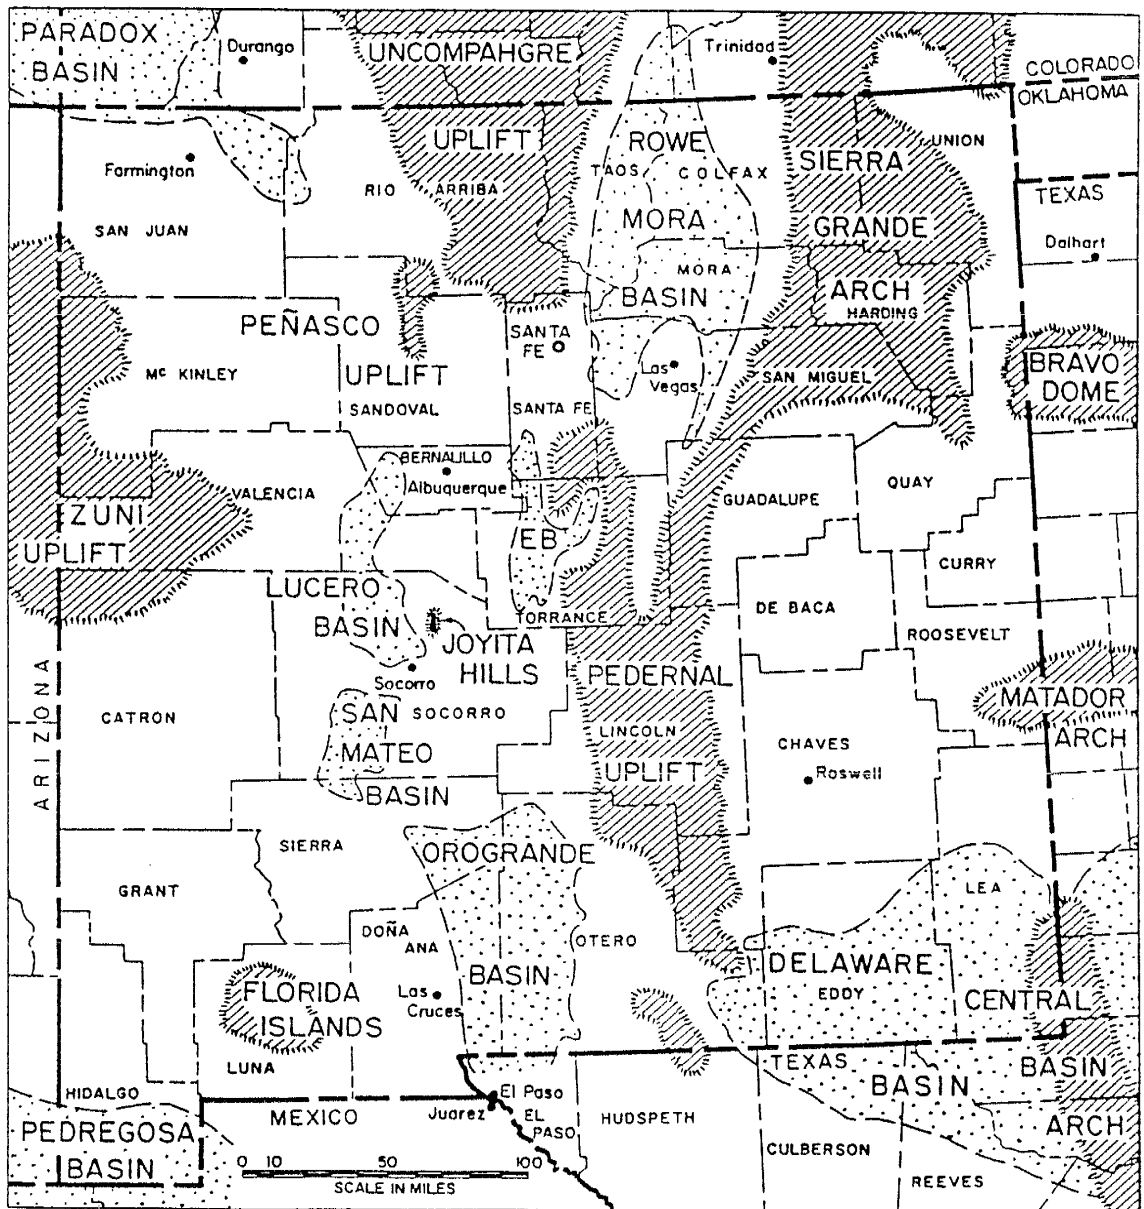 PARADOX
BASIN
Durango
UNCOMPAHGRE
Trinidad
COLORADO
OKLAHOMA
UPLIFT
ROWE
SIERRA
UNION
Farmington
RIO ARRIBA
TAOS
COLFAX
TEXAS
SAN JUAN
MORA
GRANDE
Dalhart
MORA
BASIN
ARCH
HARDING
PEÑASCO
SANTA
FE
BRAVO
DOME
Mc KINLEY
UPLIFT
Las
Vegas
SAN MIGUEL
SANDOVAL
SANTA FE
BERNALILLO
Albuquerque
VALENCIA
GUADALUPE
QUAY
ZUNI
UPLIFT
EB
CURRY
LUCERO
BASIN
TORRANCE
DE BACA
ROOSEVELT
JOYITA
HILLS
Socorro
PEDERNAL
MATADOR
ARCH
ARIZONA
CATRON
SAN
SOCORRO
MATEO
BASIN
LINCOLN
UPLIFT
CHAVES
Roswell
SIERRA
OROGRANDE
GRANT
LEA
DOÑA
ANA
OTERO
BASIN
DELAWARE
EDDY
CENTRAL
FLORIDA
ISLANDS
Las
Cruces
LUNA
TEXAS
BASIN
BASIN
HIDALGO
MEXICO
El Paso
Juarez
EL
PASO
HUDSPETH
ARCH
PEDREGOSA
BASIN
CULBERSON
REEVES
0 10 50 100
SCALE IN MILES